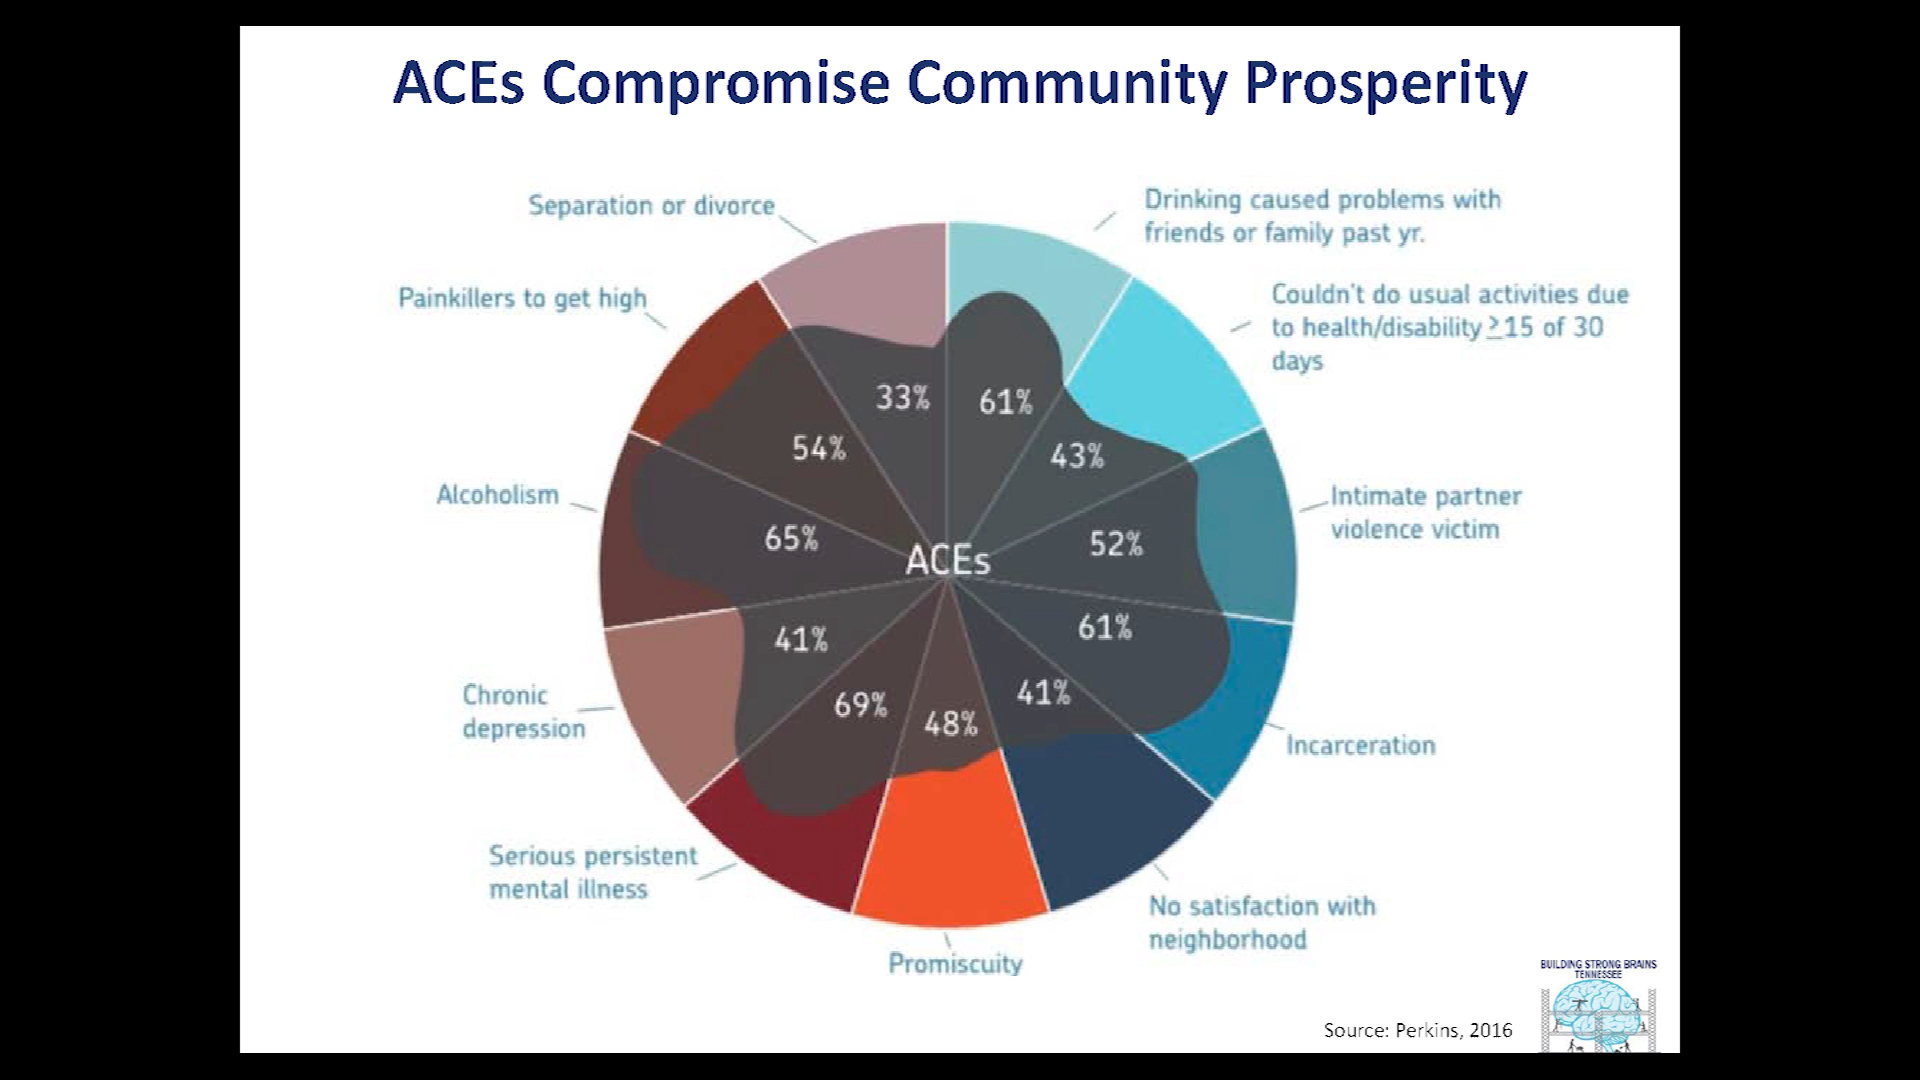 ACEs Compromise Community Prosperity
Separation or divorce
Drinking caused problems with
friends or family past yr.
Painkillers to get high
Couldn't do usual activities due
to health/disability ≥15 of 30
days
33%
61%
54%
43%
Alcoholism
Intimate partner
violence victim
65%
52%
ACEs
41%
61%
Chronic
depression
69%
48%
41%
Incarceration
Serious persistent
mental illness
No satisfaction with
neighborhood
Promiscuity
BUILDING STRONG BRAINS
TENNESSEE
Source: Perkins, 2016